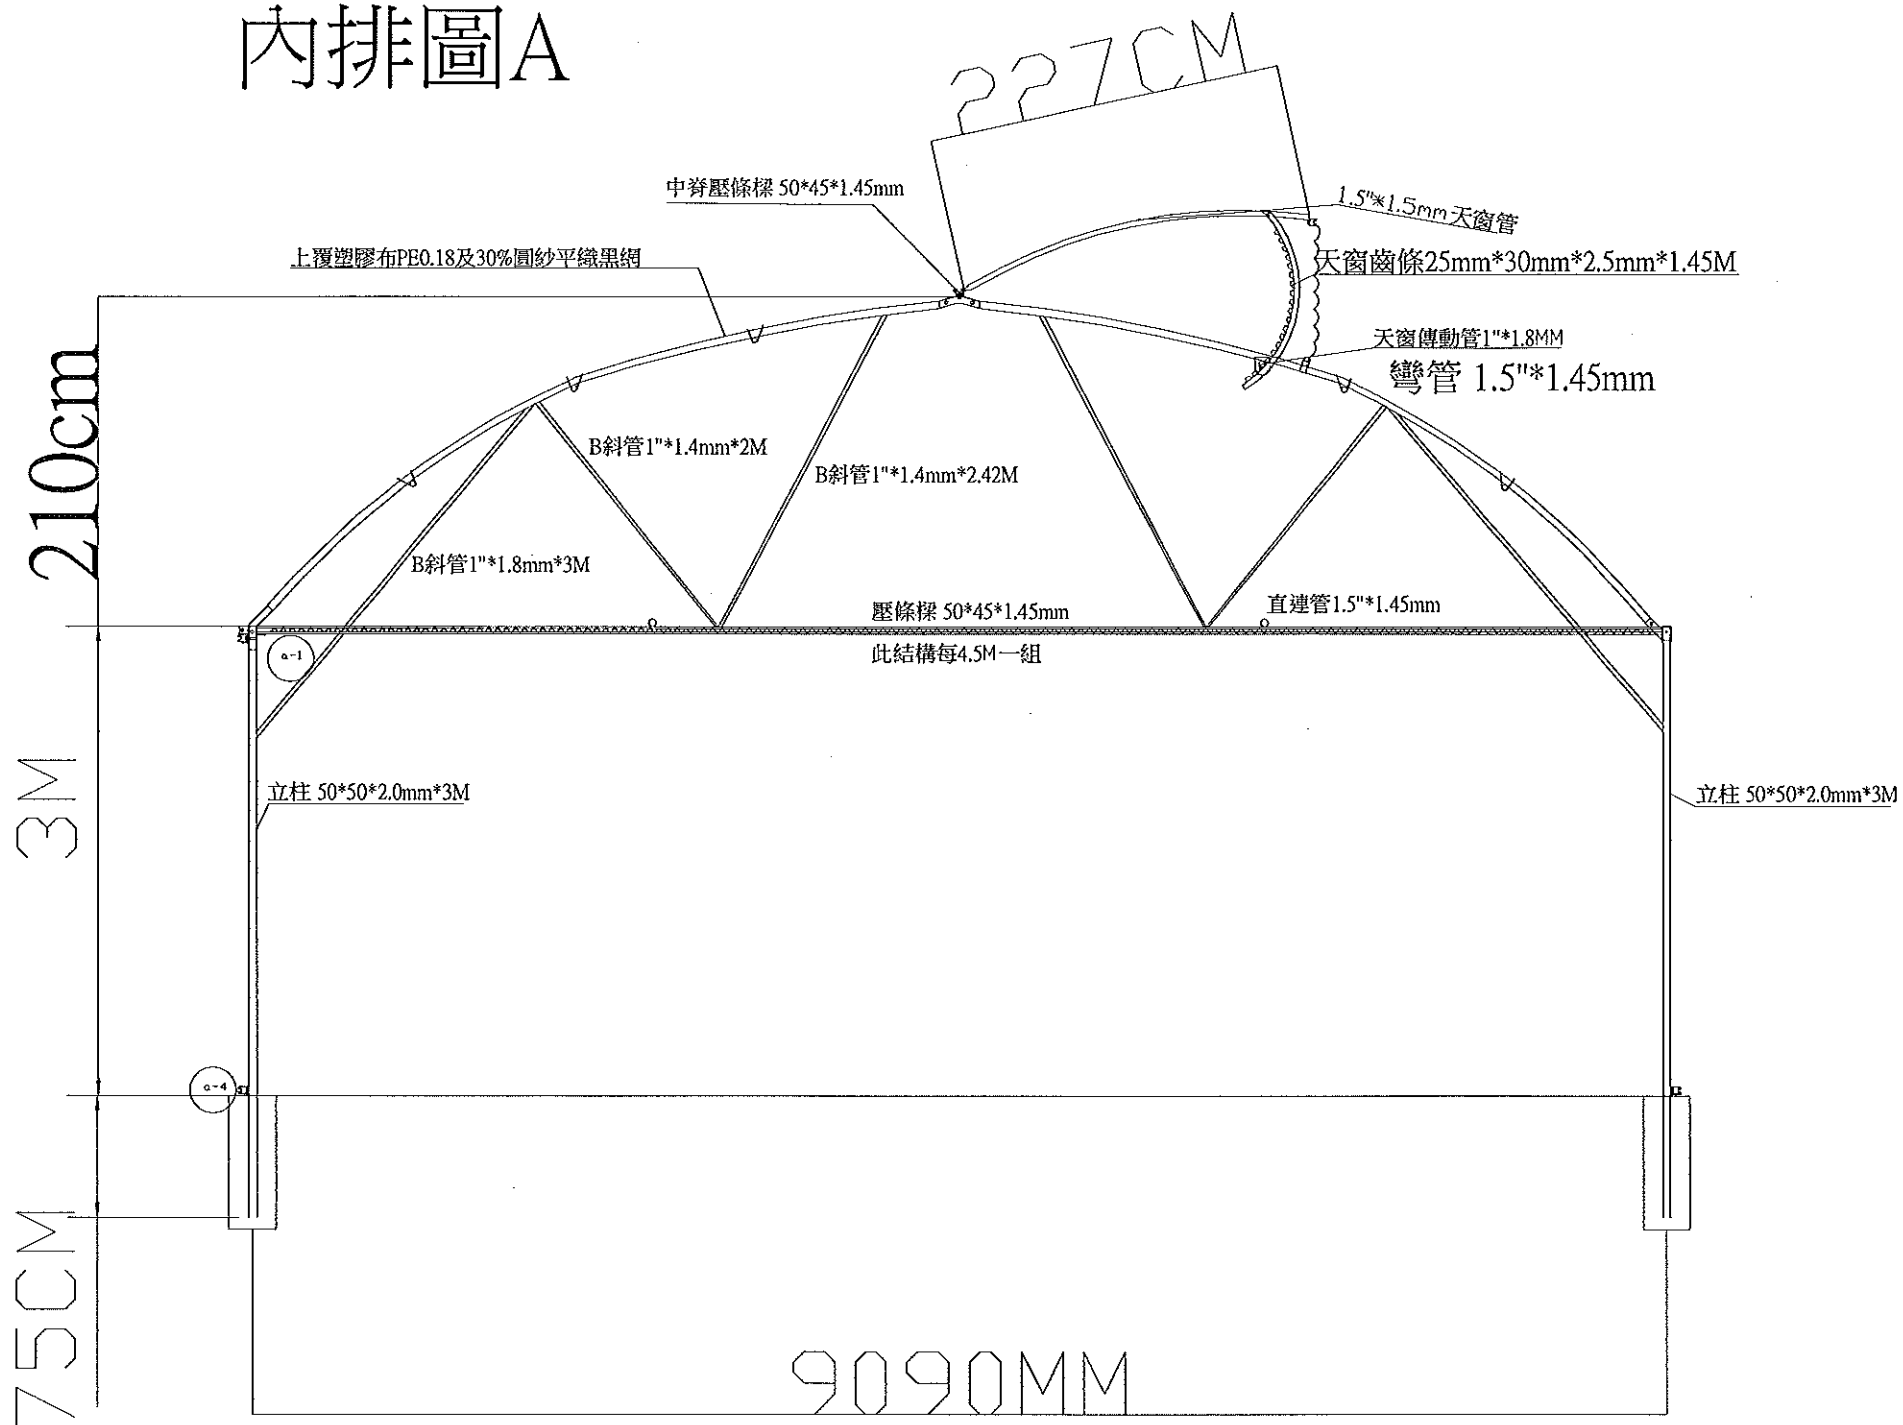 內排圖A
227CM
中脊壓條樑 50*45*1.45mm
1.5"*1.5mm 天窗管
上覆塑膠布PE0.18及30%圓紗平織黑網
天窗齒條25mm*30mm*2.5mm*1.45M
天窗傳動管1"*1.8MM
彎管 1.5"*1.45mm
210cm
B斜管1"*1.4mm*2M
B斜管1"*1.4mm*2.42M
B斜管1"*1.8mm*3M
壓條樑 50*45*1.45mm
直連管1.5"*1.45mm
此結構每4.5M一組
a-1
3M
立柱 50*50*2.0mm*3M
立柱 50*50*2.0mm*3M
a-4
75CM
9090MM